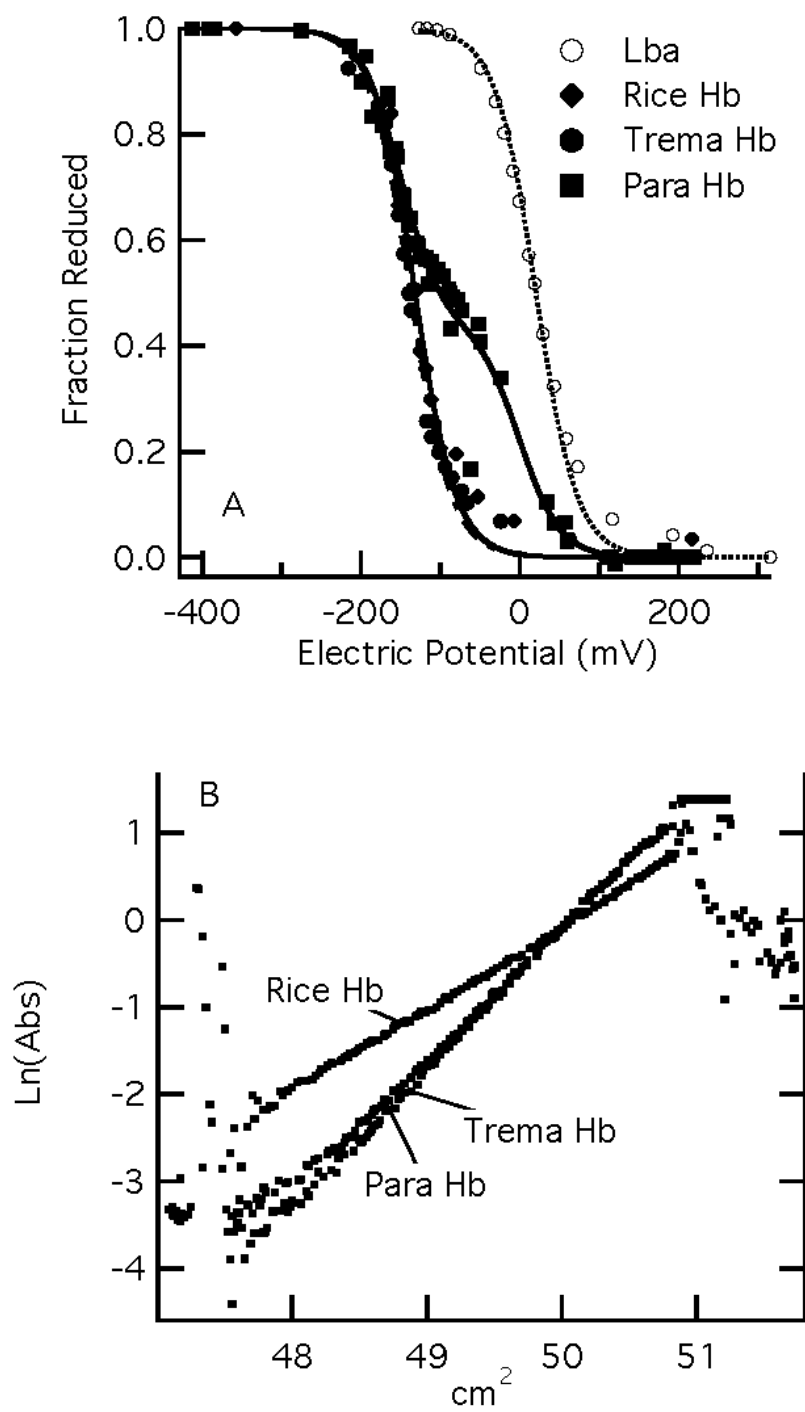 1.0
0.8
0.6
0.4
0.2
0.0
Fraction Reduced
Lba
Rice Hb
Trema Hb
Para Hb
A
-400 -200 0 200
Electric Potential (mV)
B
1
0
-1
-2
-3
-4
Ln(Abs)
Rice Hb
Trema Hb
Para Hb
48 49 50 51
cm²